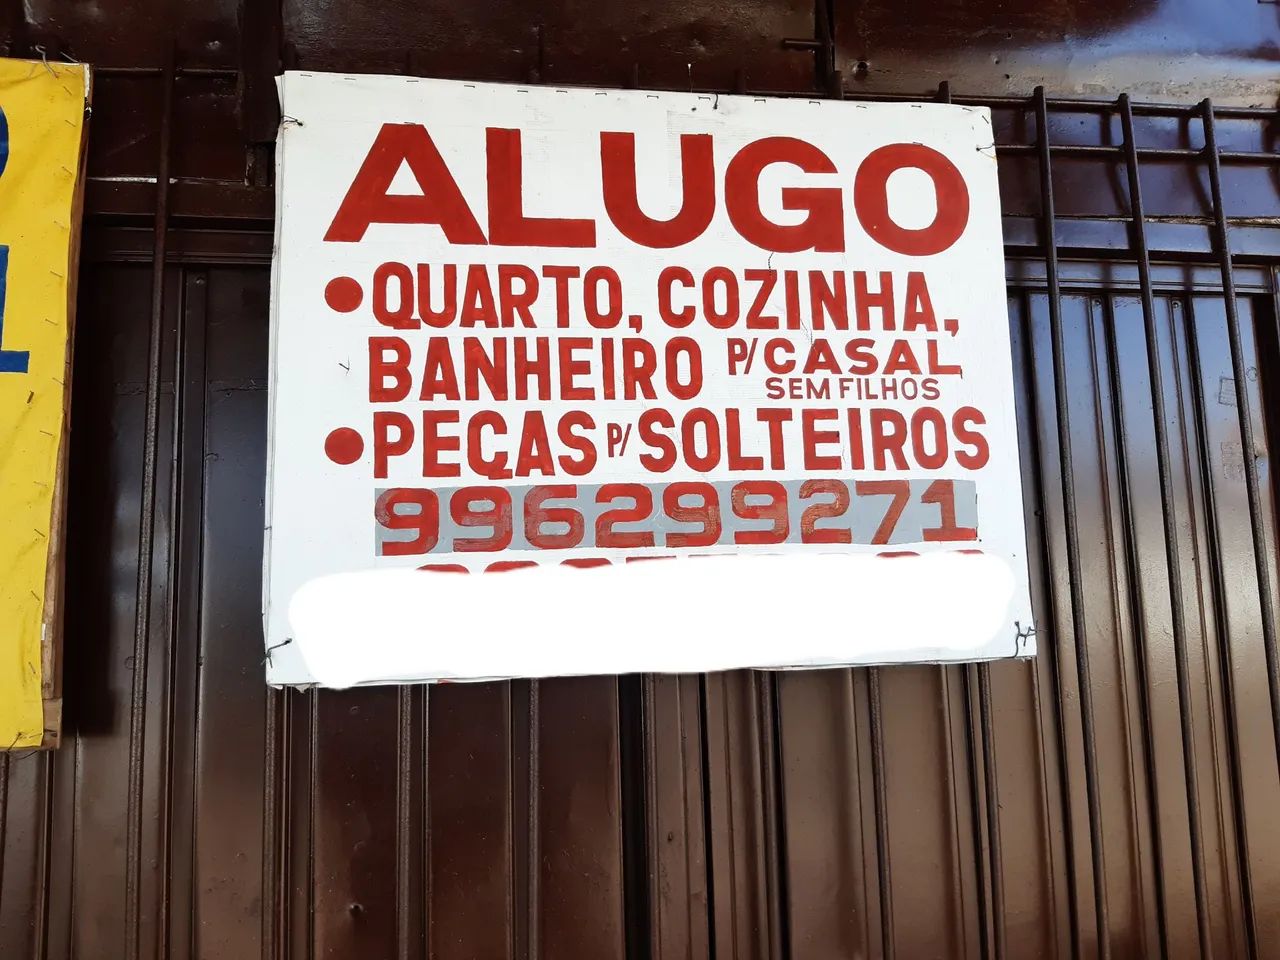 ALUGO
• QUARTO, COZINHA,
BANHEIRO P/ CASAL
SEM FILHOS
• PEÇAS P/ SOLTEIROS
996299271